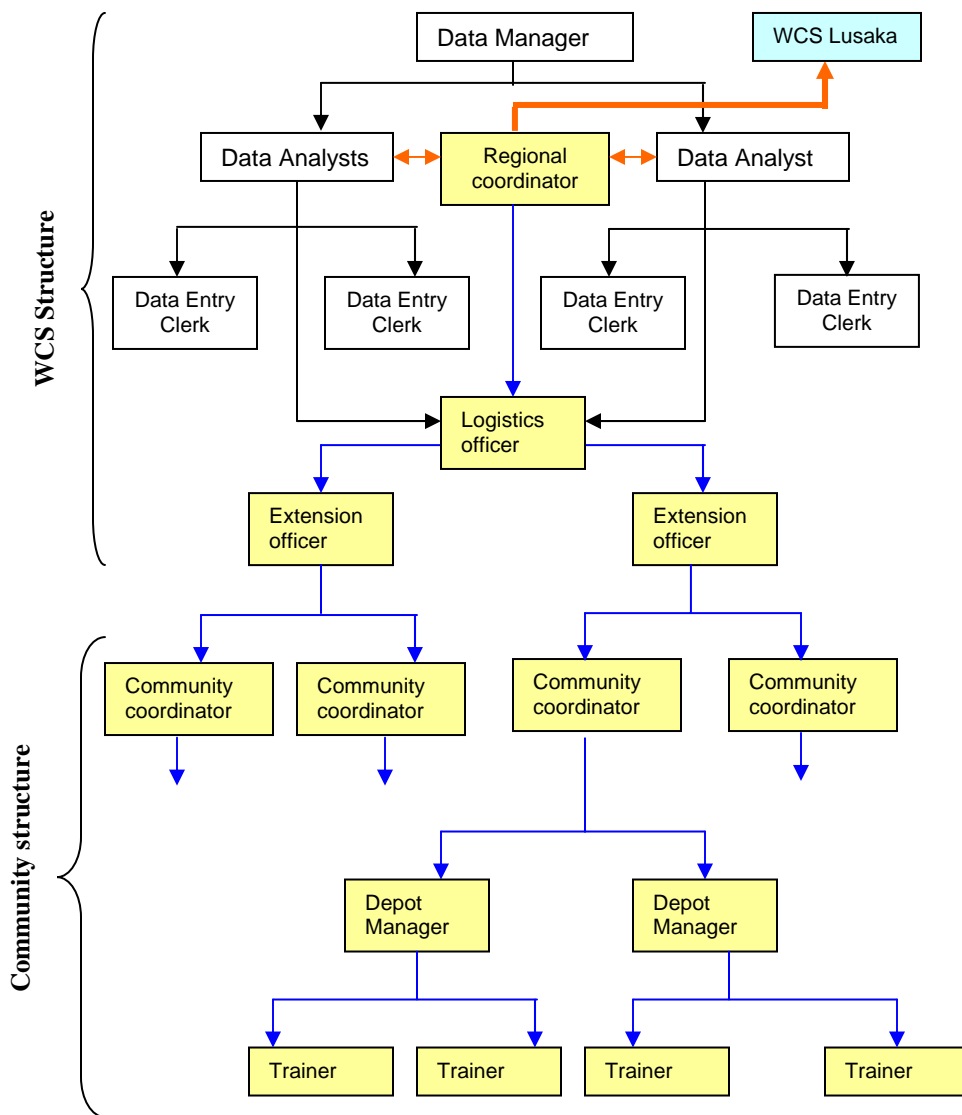 Data Manager
WCS Lusaka
Data Analysts
Regional
coordinator
Data Analyst
WCS Structure
Data Entry
Clerk
Data Entry
Clerk
Data Entry
Clerk
Data Entry
Clerk
Logistics
officer
Extension
officer
Extension
officer
Community structure
Community
coordinator
Community
coordinator
Community
coordinator
Community
coordinator
Depot
Manager
Depot
Manager
Trainer
Trainer
Trainer
Trainer